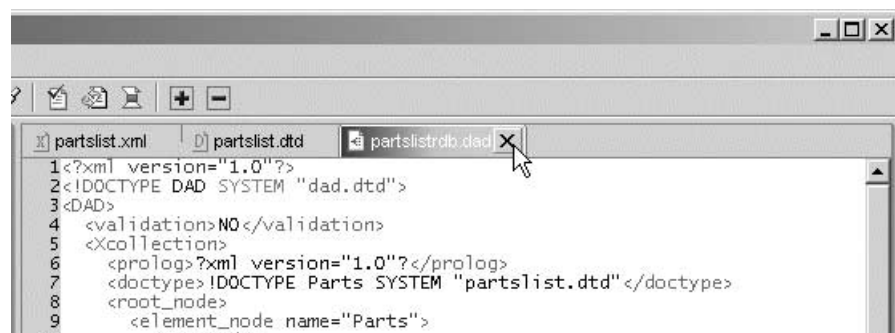 partslist.xml partslist.dtd partslistrdb.dad
1<?xml version="1.0"?>
2<!DOCTYPE DAD SYSTEM "dad.dtd">
3<DAD>
4 <validation>NO</validation>
5 <Xcollection>
6 <prolog>?xml version="1.0"?</prolog>
7 <doctype>!DOCTYPE Parts SYSTEM "partslist.dtd"</doctype>
8 <root_node>
9 <element_node name="Parts">